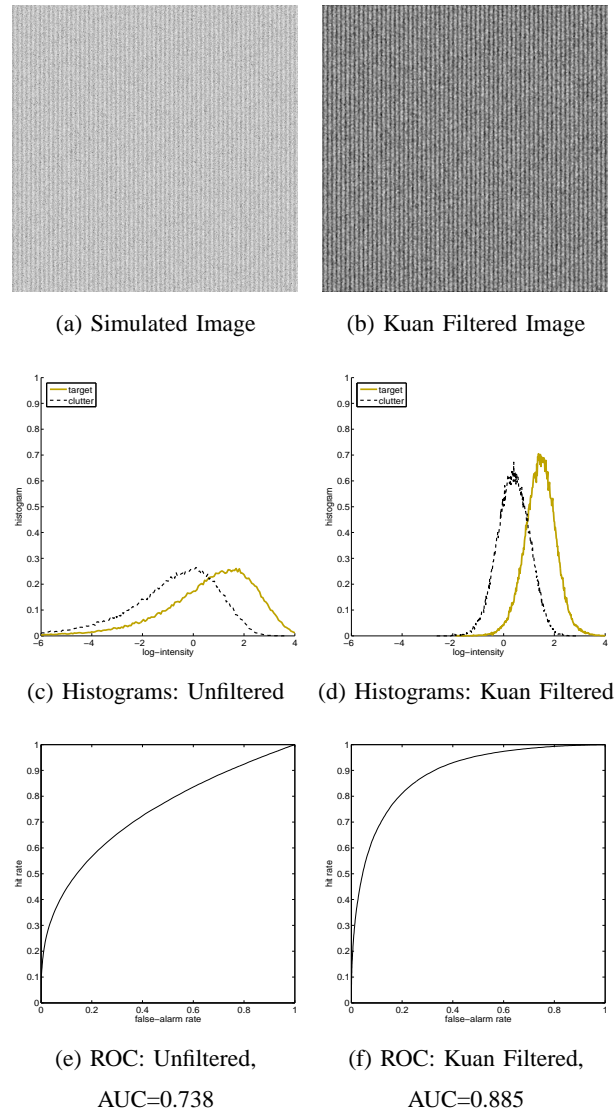 (a) Simulated Image
(b) Kuan Filtered Image
1
0.9
0.8
0.7
0.6
0.5
0.4
0.3
0.2
0.1
0
−6 −4 −2 0 2 4
histogram
log−intensity
target
clutter
1
0.9
0.8
0.7
0.6
0.5
0.4
0.3
0.2
0.1
0
−6 −4 −2 0 2 4
histogram
log−intensity
target
clutter
(c) Histograms: Unfiltered
(d) Histograms: Kuan Filtered
1
0.9
0.8
0.7
0.6
0.5
0.4
0.3
0.2
0.1
0
0 0.2 0.4 0.6 0.8 1
hit rate
false−alarm rate
1
0.9
0.8
0.7
0.6
0.5
0.4
0.3
0.2
0.1
0
0 0.2 0.4 0.6 0.8 1
hit rate
false−alarm rate
(e) ROC: Unfiltered,
AUC=0.738
(f) ROC: Kuan Filtered,
AUC=0.885